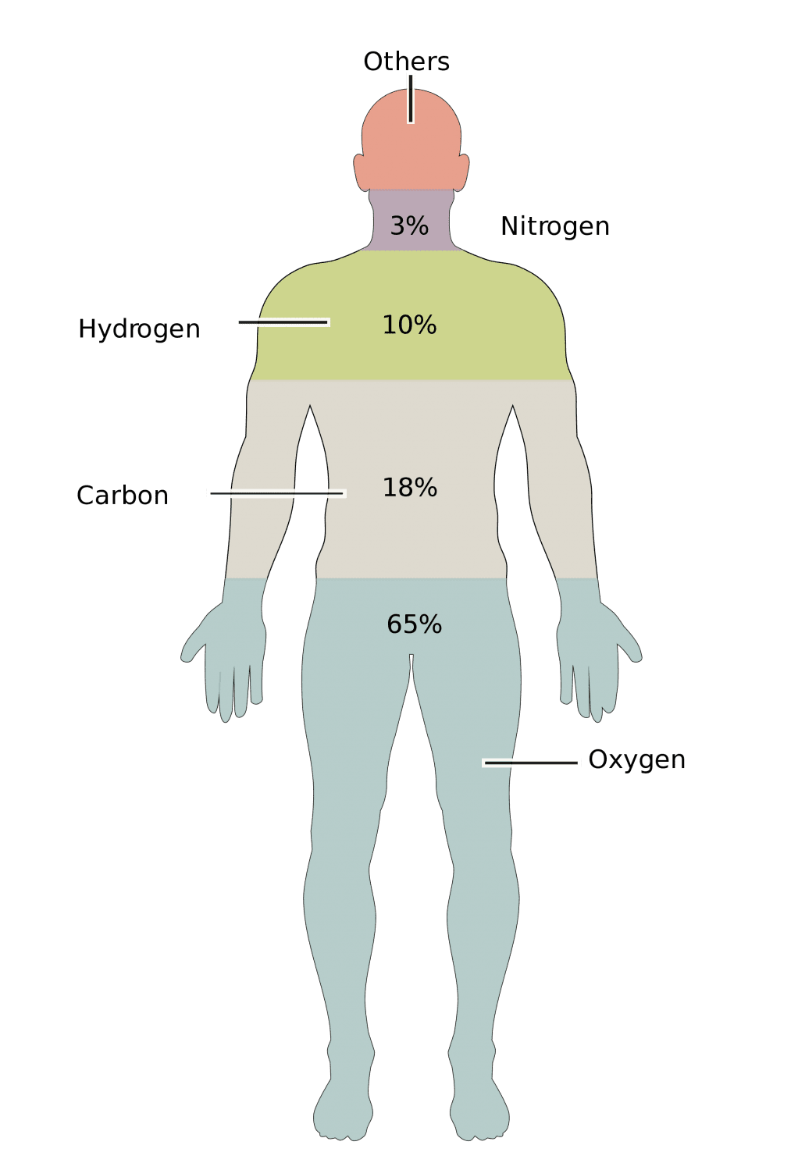 Others
3%
Nitrogen
Hydrogen
10%
Carbon
18%
65%
Oxygen